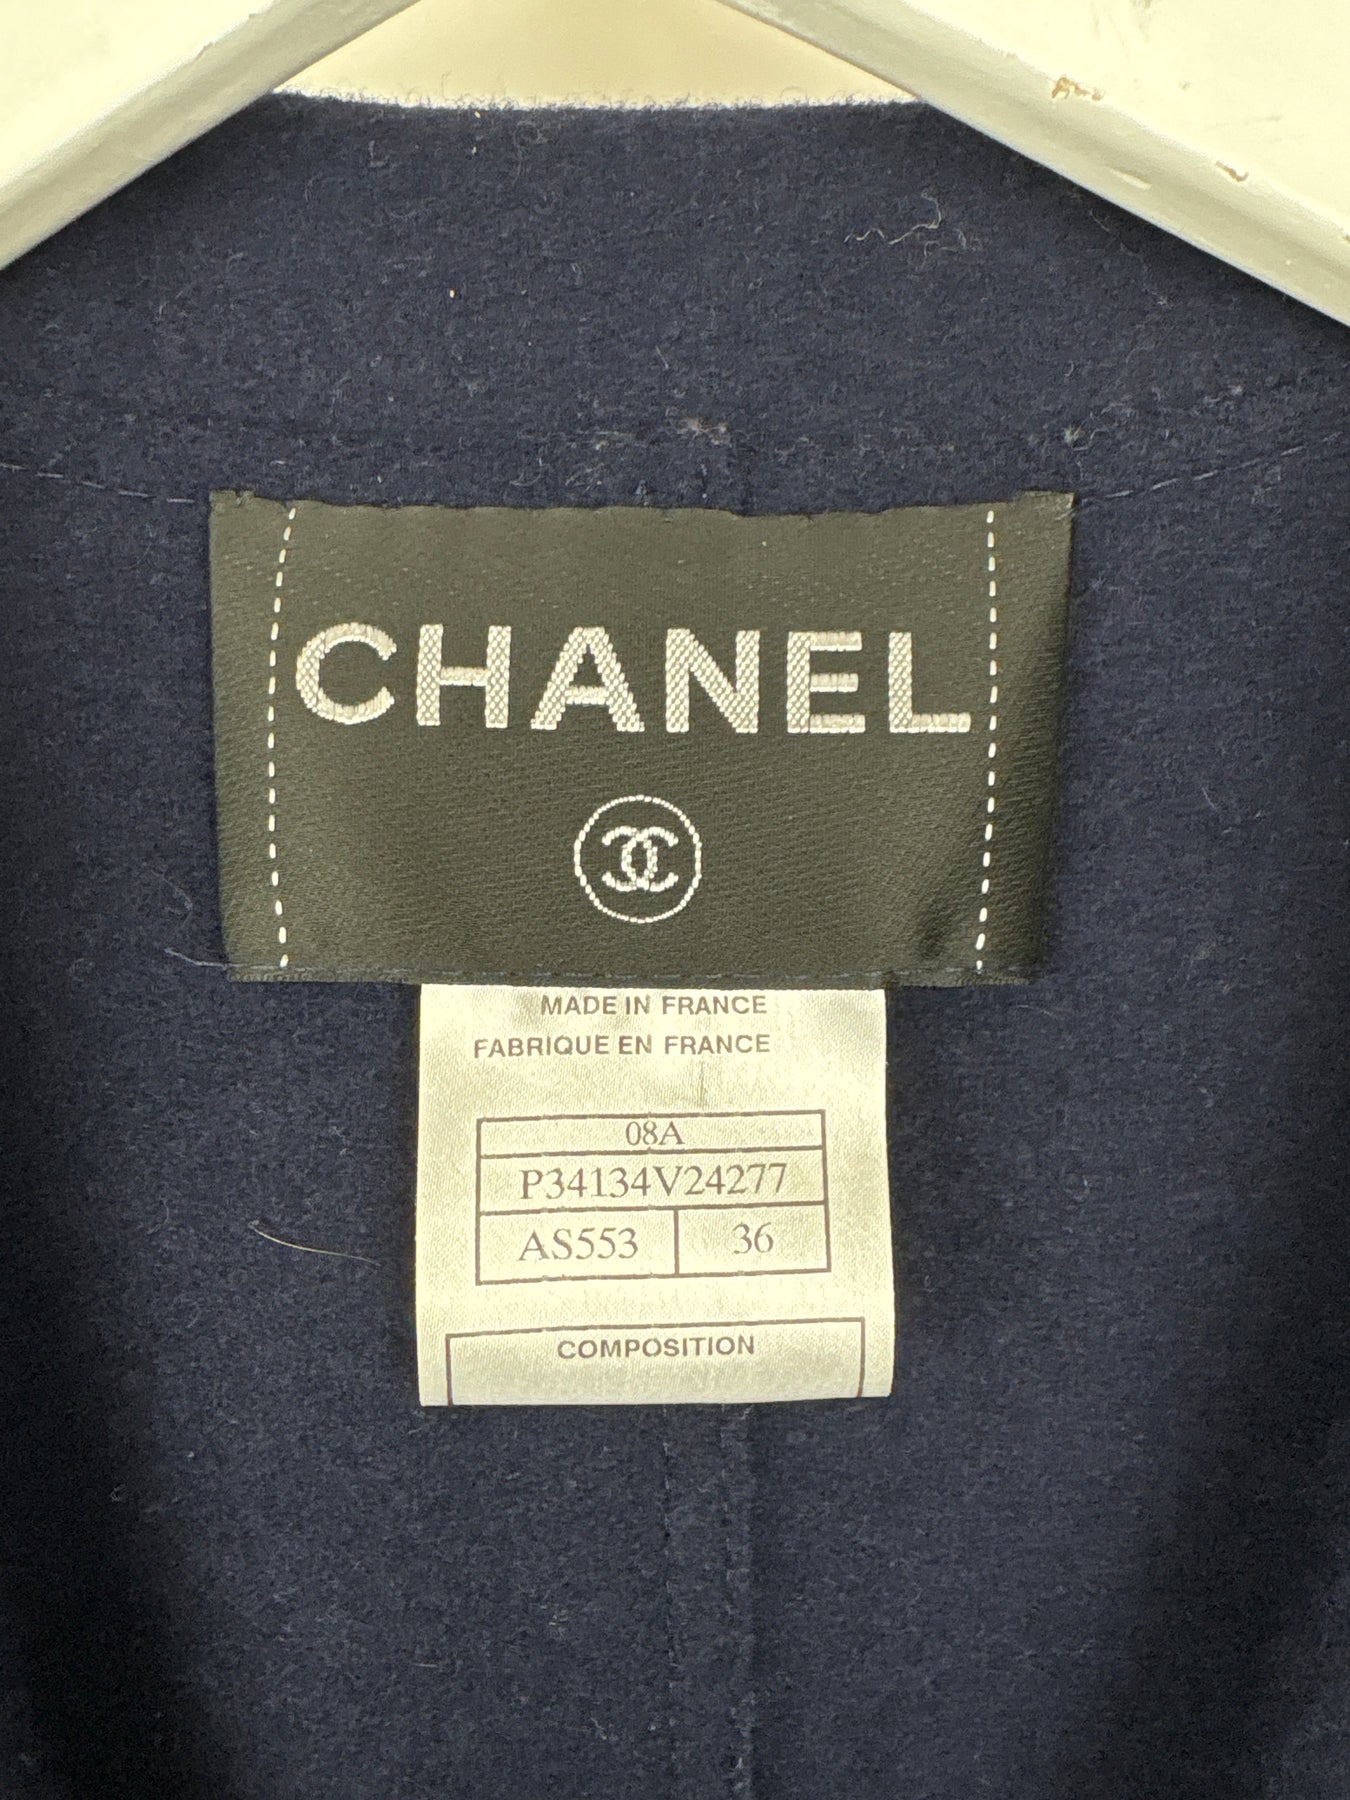 CHANEL
MADE IN FRANCE
FABRIQUE EN FRANCE
08A
P34134V24277
AS553 36
COMPOSITION